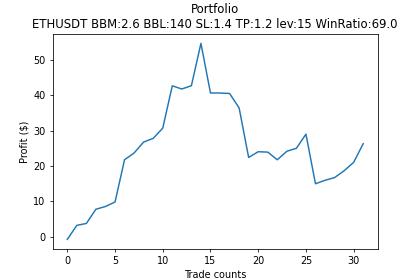 Portfolio
ETHUSDT BBM:2.6 BBL:140 SL:1.4 TP:1.2 lev:15 WinRatio:69.0
50
40
30
20
10
0
Profit ($)
0 5 10 15 20 25 30
Trade counts